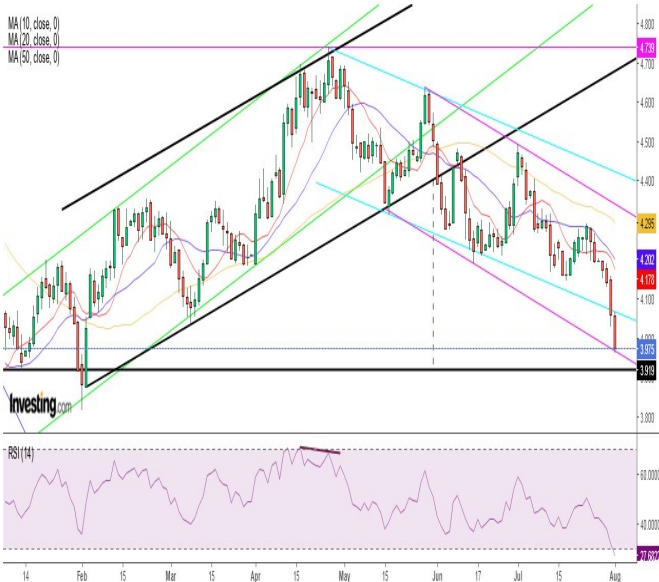 MA (10, close, 0)
MA (20, close, 0)
MA (50, close, 0)
4.800
4.739
4.700
4.600
4.500
4.400
4.295
4.202
4.178
4.100
3.975
3.919
3.800
Investing.com
RSI (14)
60.0000
40.0000
14
Feb
15
Mar
15
Apr
15
May
15
Jun
17
Jul
15
Aug